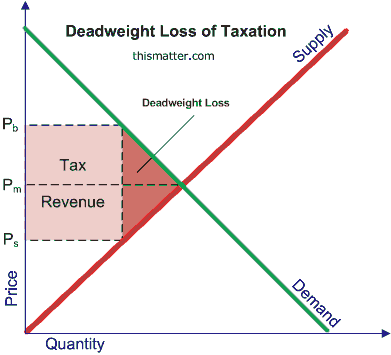 Deadweight Loss of Taxation
thismatter.com
Supply
Deadweight Loss
Pb
Tax
Pm
Revenue
Ps
Price
Demand
Quantity